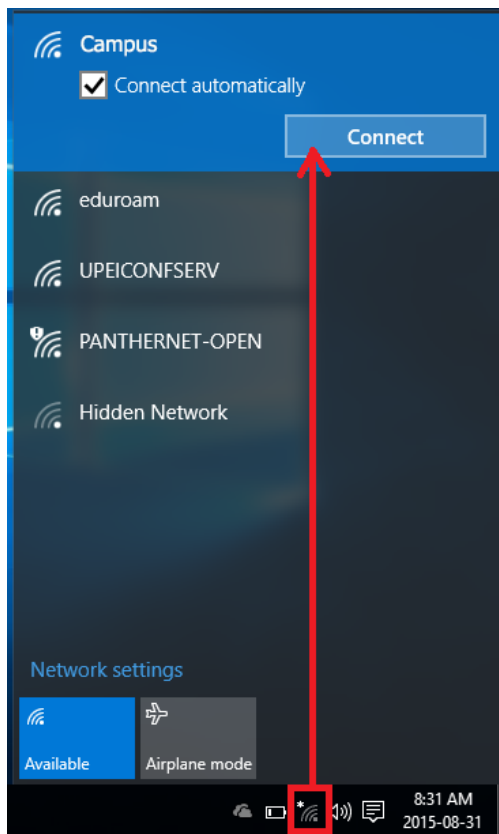 Campus
Connect automatically
Connect
eduroam
UPEICONFSERV
PANTHERNET-OPEN
Hidden Network
Network settings
Available
Airplane mode
8:31 AM
2015-08-31